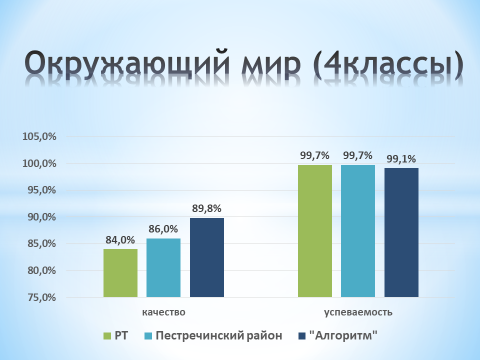 Окружающий мир (4классы)
105,0%
100,0%
95,0%
90,0%
85,0%
80,0%
75,0%
84,0%
86,0%
89,8%
99,7%
99,7%
99,1%
качество
успеваемость
РТ
Пестречинский район
"Алгоритм"